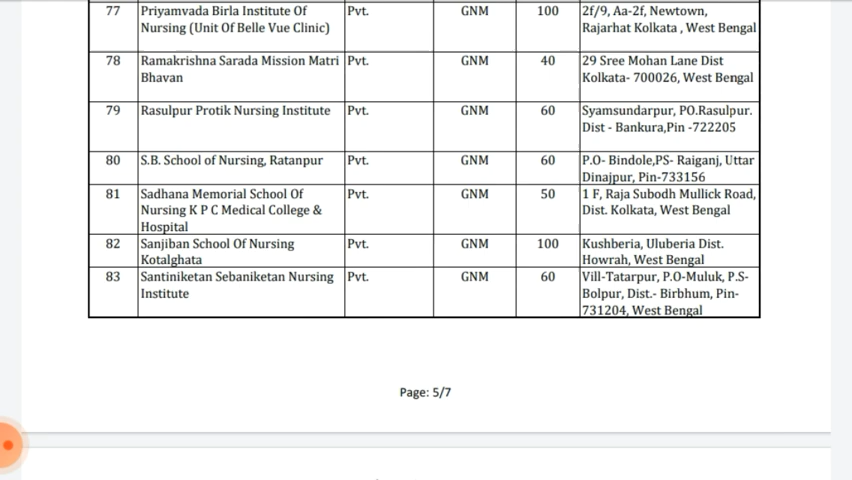 77 Priyamvada Birla Institute Of Pvt. GNM 100 2f/9, Aa-2f, Newtown,
Nursing (Unit Of Belle Vue Clinic) Rajarhat Kolkata , West Bengal
78 Ramakrishna Sarada Mission Matri Pvt. GNM 40 29 Sree Mohan Lane Dist
Bhavan Kolkata- 700026, West Bengal
79 Rasulpur Protik Nursing Institute Pvt. GNM 60 Syamsundarpur, PO.Rasulpur.
Dist - Bankura,Pin -722205
80 S.B. School of Nursing, Ratanpur Pvt. GNM 60 P.O- Bindole,PS- Raiganj, Uttar
Dinajpur, Pin-733156
81 Sadhana Memorial School Of Pvt. GNM 50 1 F, Raja Subodh Mullick Road,
Nursing K P C Medical College & Dist. Kolkata, West Bengal
Hospital
82 Sanjiban School Of Nursing Pvt. GNM 100 Kushberia, Uluberia Dist.
Kotalghata Howrah, West Bengal
83 Santiniketan Sebaniketan Nursing Pvt. GNM 60 Vill-Tatarpur, P.O-Muluk, P.S-
Institute Bolpur, Dist.- Birbhum, Pin-
731204, West Bengal
Page: 5/7